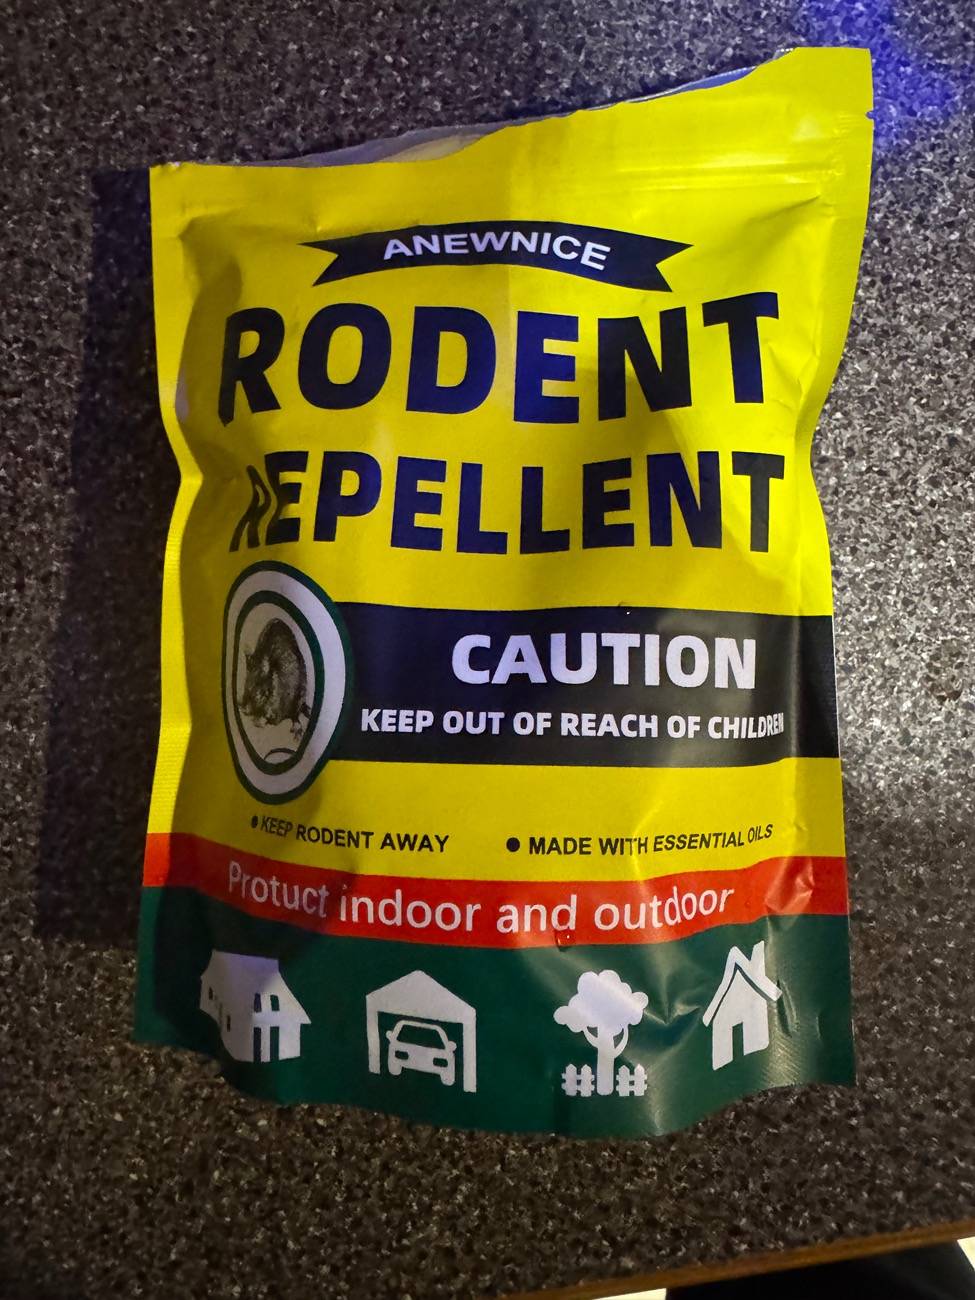 ANEWNICE
RODENT
REPELLENT
CAUTION
KEEP OUT OF REACH OF CHILDREN
• KEEP RODENT AWAY
• MADE WITH ESSENTIAL OILS
Protuct indoor and outdoor